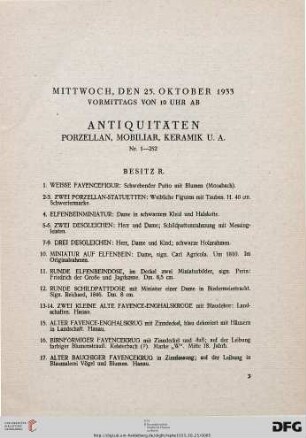 MITTWOCH, DEN 25. OKTOBER 1933
VORMITTAGS VON 10 UHR AB
ANTIQUITÄTEN
PORZELLAN, MOBILIAR, KERAMIK U. A.
Nr. 1—252
BESITZ R.
1. WEISSE FAYENCEFIGUR: Schwebender Putto mit Blumen (Mosbach).
2-3. ZWEI PORZELLAN-STATUETTEN: Weibliche Figuren mit Tauben. H. 40 cm.
Schwertermarke.
4. ELFENBEINMINIATUR: Dame in schwarzem Kleid und Halskette.
5-6. ZWEI DESGLEICHEN: Herr und Dame; Schildpattumrahmung mit Messing-
leisten.
7-9. DREI DESGLEICHEN: Herr, Dame und Kind; schwarze Holzrahmen.
10. MINIATUR AUF ELFENBEIN: Dame, sign. Carl Agricola. Um 1810. Im
Originalrahmen.
11. RUNDE ELFENBEINDOSE, im Deckel zwei Miniaturbilder, sign. Perin:
Friedrich der Große und Jagdszene. Dm. 8,5 cm.
12. RUNDE SCHILDPATTDOSE mit Miniatur einer Dame in Biedermeiertracht.
Sign. Reichard, 1846. Dm. 8 cm.
13-14. ZWEI KLEINE ALTE FAYENCE-ENGHALSKRÜGE mit Blaudekor: Land-
schaften. Hanau.
15. ALTER FAYENCE-ENGHALSKRUG mit Zinndeckel, blau dekoriert mit Häusern
in Landschaft. Hanau.
16. BIRNFÖRMIGER FAYENCEKRUG mit Zinndeckel und -fuß; auf der Leibung
farbiger Blumenstrauß. Kelsterbach (?). Marke „W“. Mitte 18. Jahrh.
17. ALTER BAUCHIGER FAYENCEKRUG in Zinnfassung; auf der Leibung in
Blaumalerei Vögel und Blumen. Hanau.
3
DFG